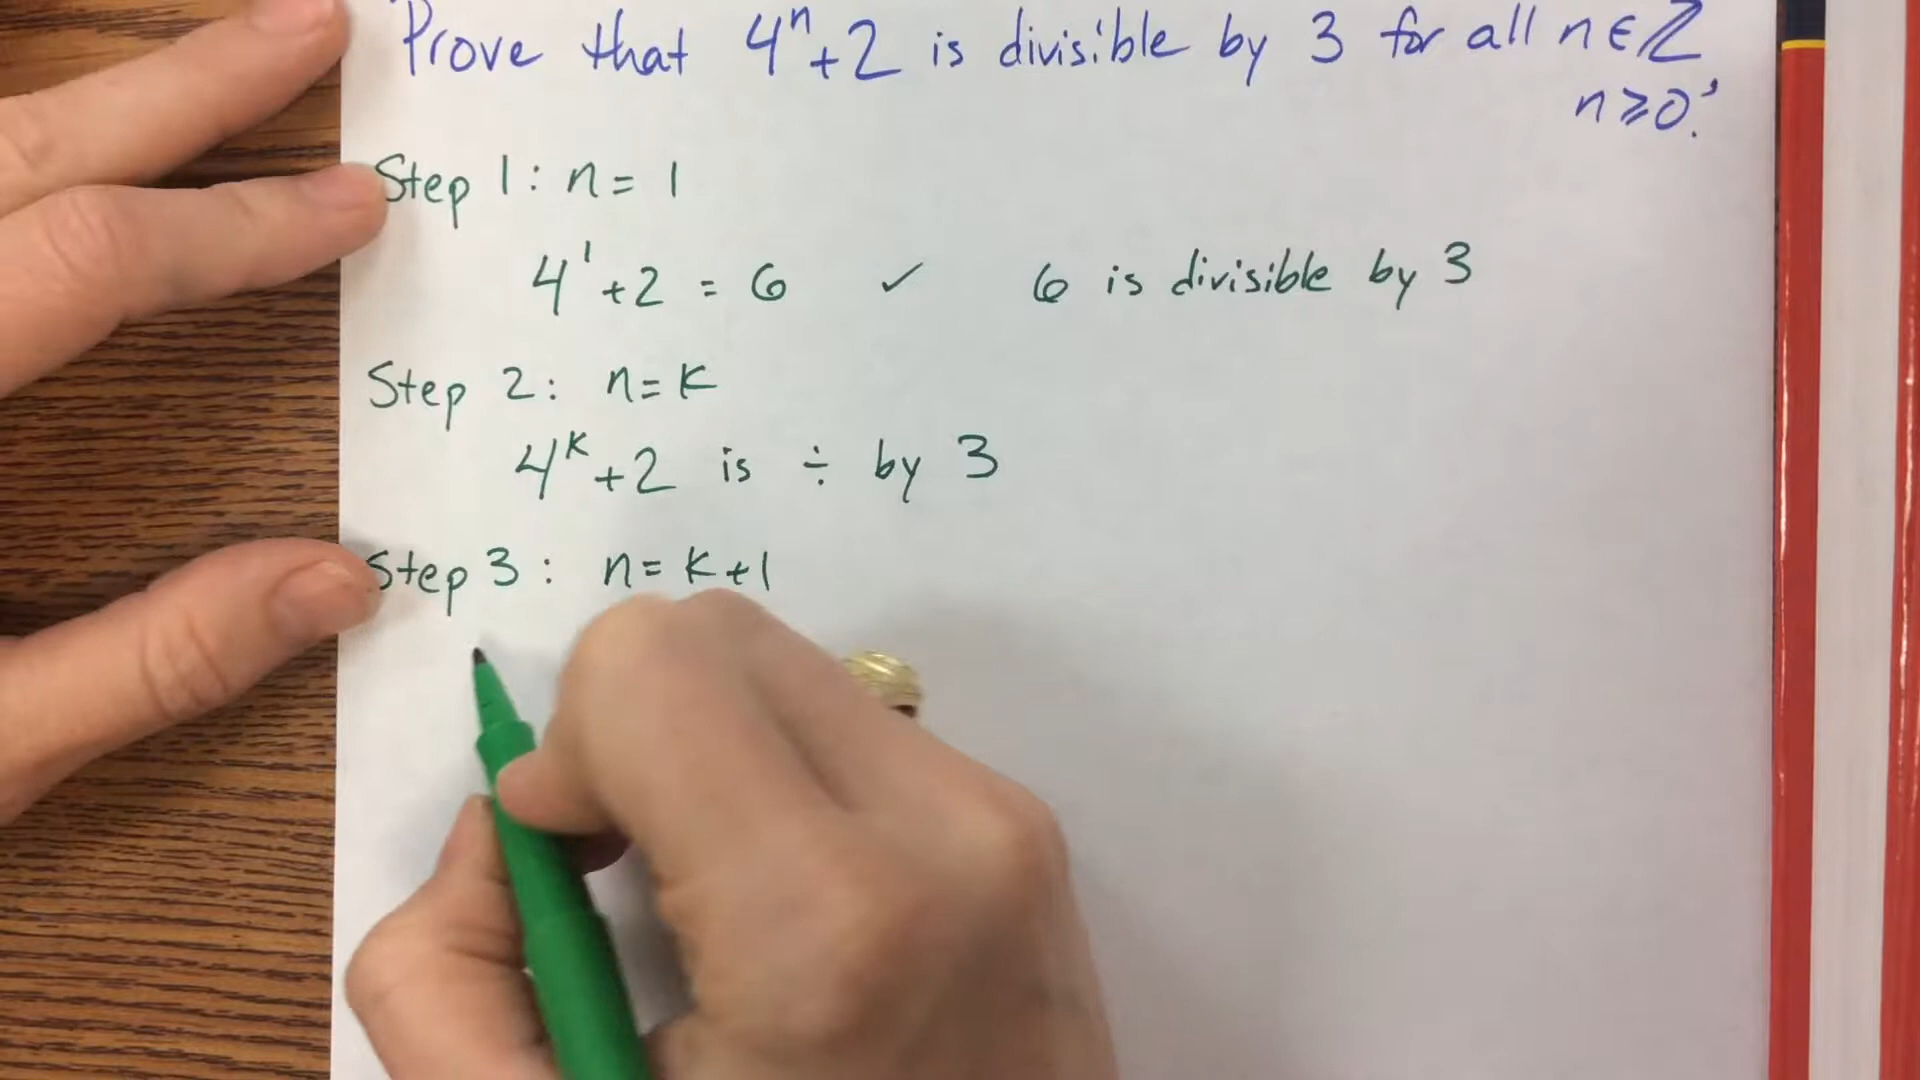 Prove that 4ⁿ+2 is divisible by 3 for all n∈ℤ,
n≥0.
Step 1: n=1
4¹+2=6 ✓ 6 is divisible by 3
Step 2: n=k
4ᵏ+2 is ÷ by 3
Step 3: n=k+1